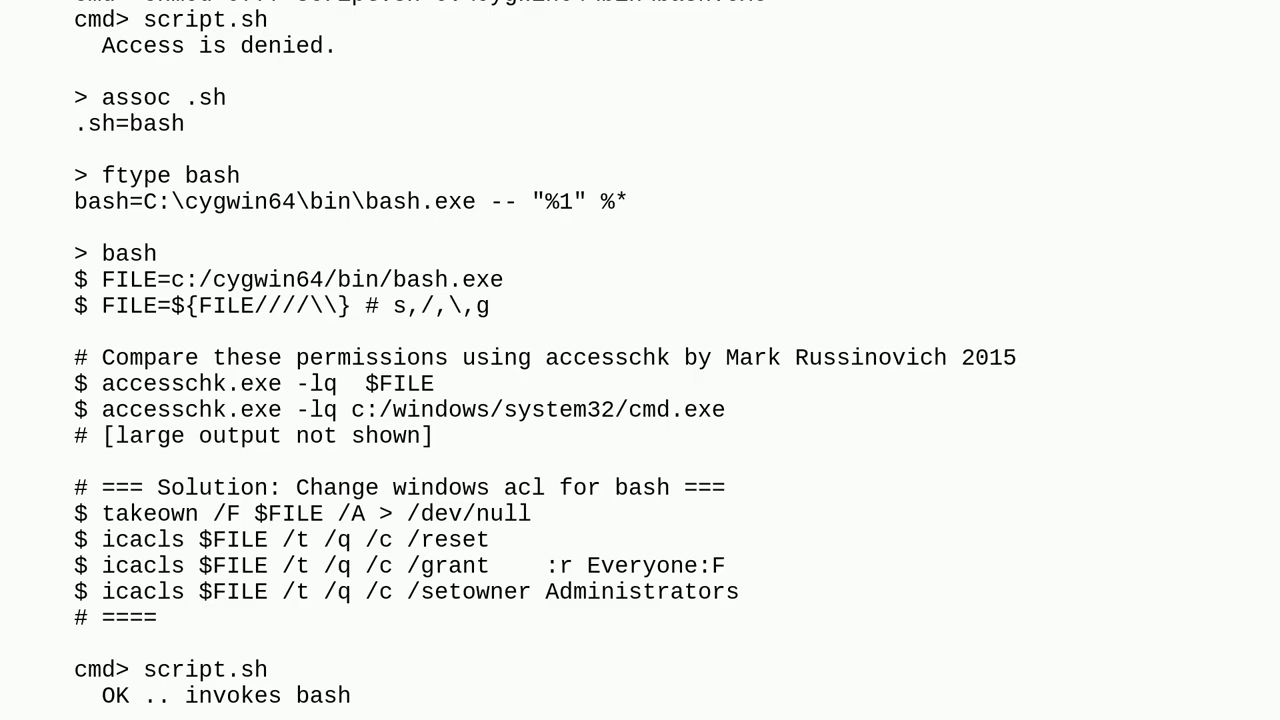 cmd> script.sh
  Access is denied.

> assoc .sh
.sh=bash

> ftype bash
bash=C:\cygwin64\bin\bash.exe -- "%1" %*

> bash
$ FILE=c:/cygwin64/bin/bash.exe
$ FILE=${FILE////\\} # s,/,\,g

# Compare these permissions using accesschk by Mark Russinovich 2015
$ accesschk.exe -lq  $FILE
$ accesschk.exe -lq c:/windows/system32/cmd.exe
# [large output not shown]

# === Solution: Change windows acl for bash ===
$ takeown /F $FILE /A > /dev/null
$ icacls $FILE /t /q /c /reset
$ icacls $FILE /t /q /c /grant    :r Everyone:F
$ icacls $FILE /t /q /c /setowner Administrators
# ====

cmd> script.sh
  OK .. invokes bash